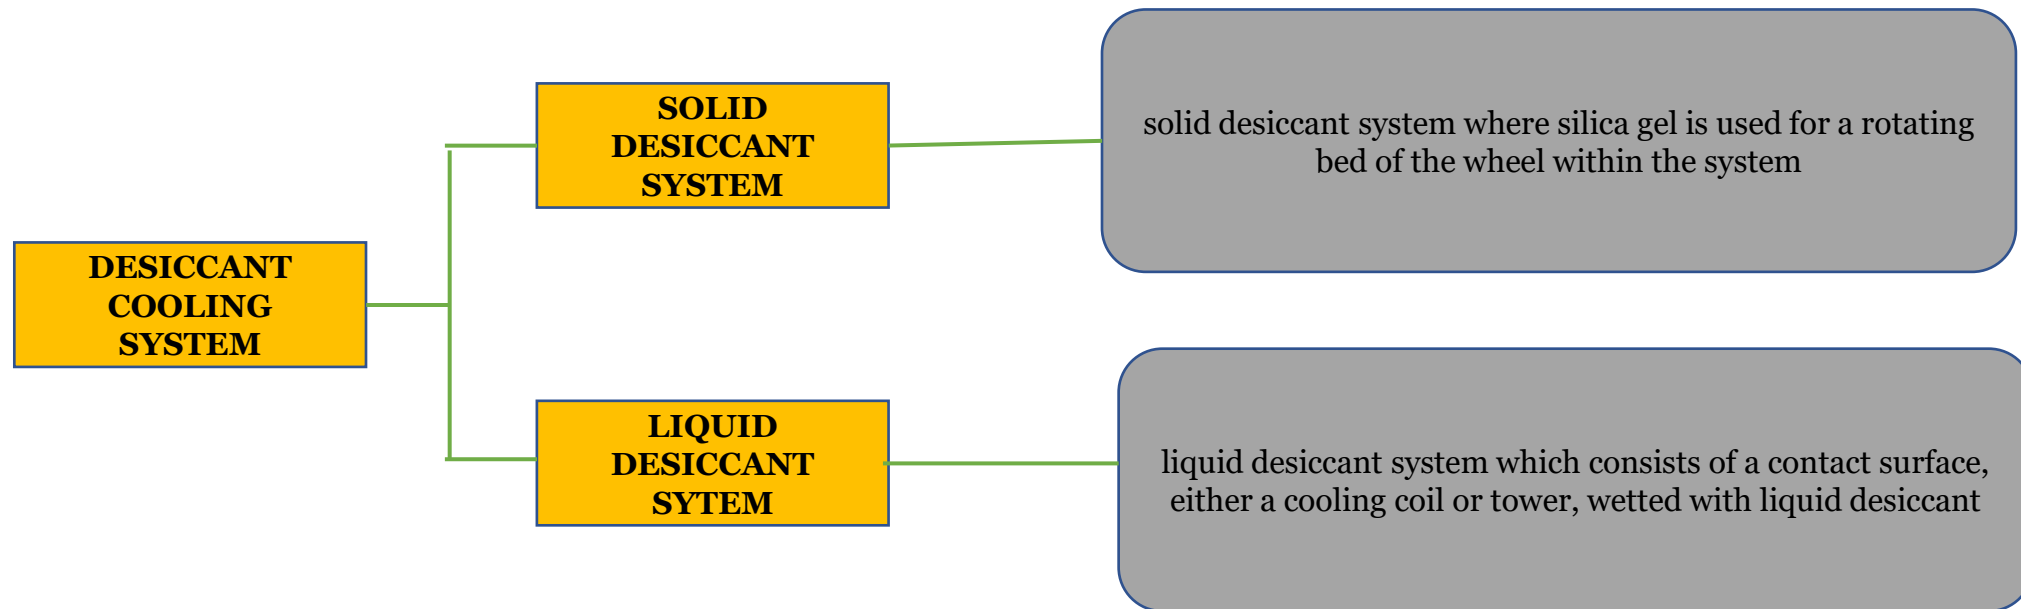 DESICCANT
COOLING
SYSTEM
SOLID
DESICCANT
SYSTEM
solid desiccant system where silica gel is used for a rotating
bed of the wheel within the system
LIQUID
DESICCANT
SYTEM
liquid desiccant system which consists of a contact surface,
either a cooling coil or tower, wetted with liquid desiccant